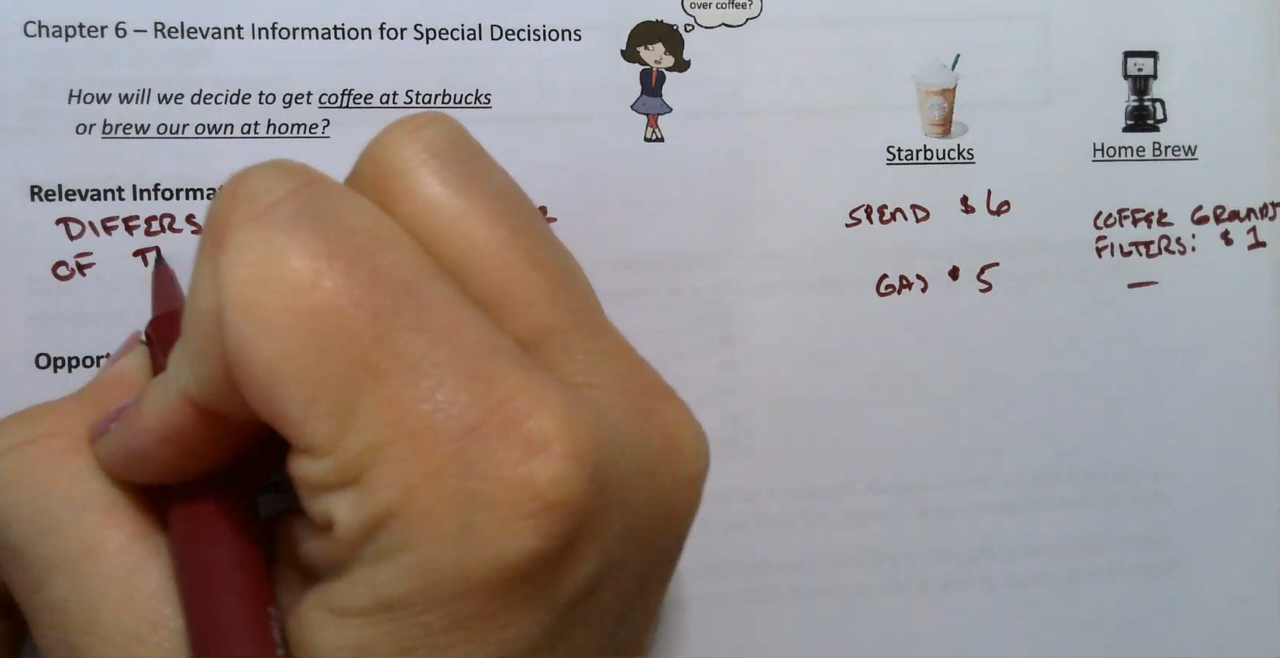 over coffee?
Chapter 6 – Relevant Information for Special Decisions
How will we decide to get coffee at Starbucks
or brew our own at home?
Starbucks
Home Brew
Relevant Informa
DIFFERS
OF T
SPEND $6
COFFEE GROUNDS
FILTERS: $1
GAS $5
—
Opport